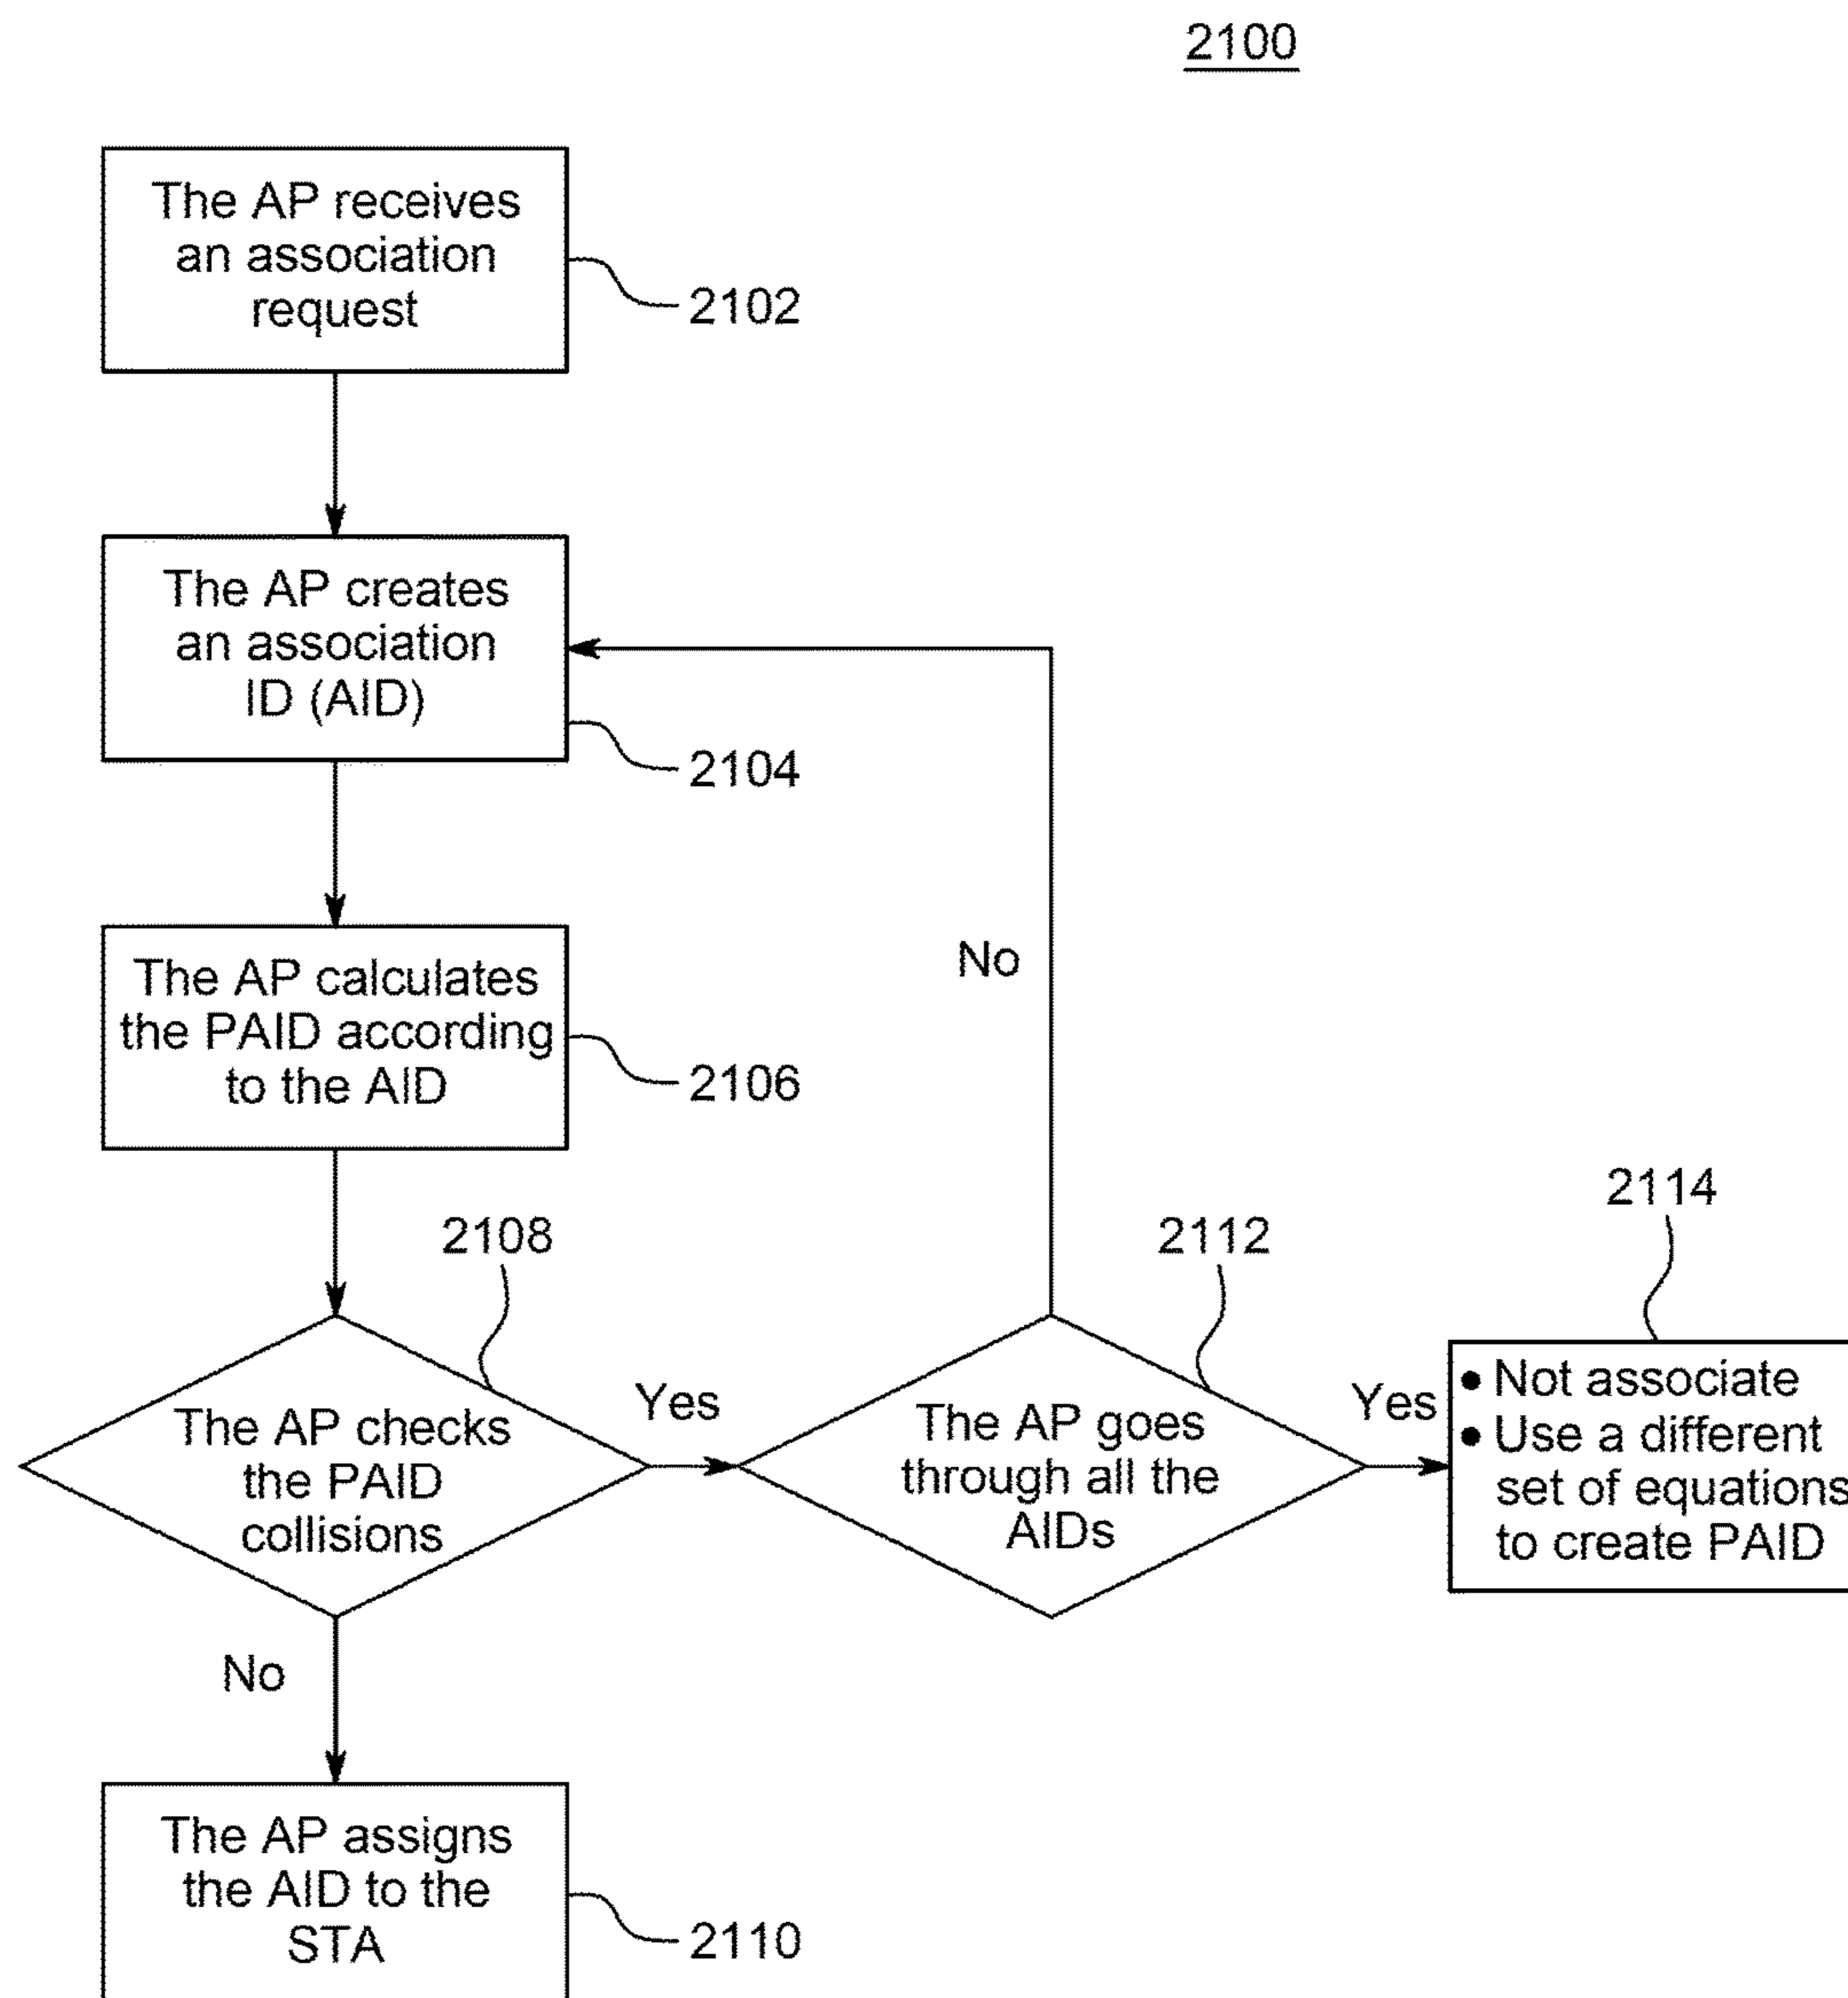 2100
The AP receives
an association
request
2102
The AP creates
an association
ID (AID)
2104
The AP calculates
the PAID according
to the AID
2106
2108
The AP checks
the PAID
collisions
Yes
No
2112
The AP goes
through all the
AIDs
No
Yes
2114
• Not associate
• Use a different
set of equations
to create PAID
The AP assigns
the AID to the
STA
2110